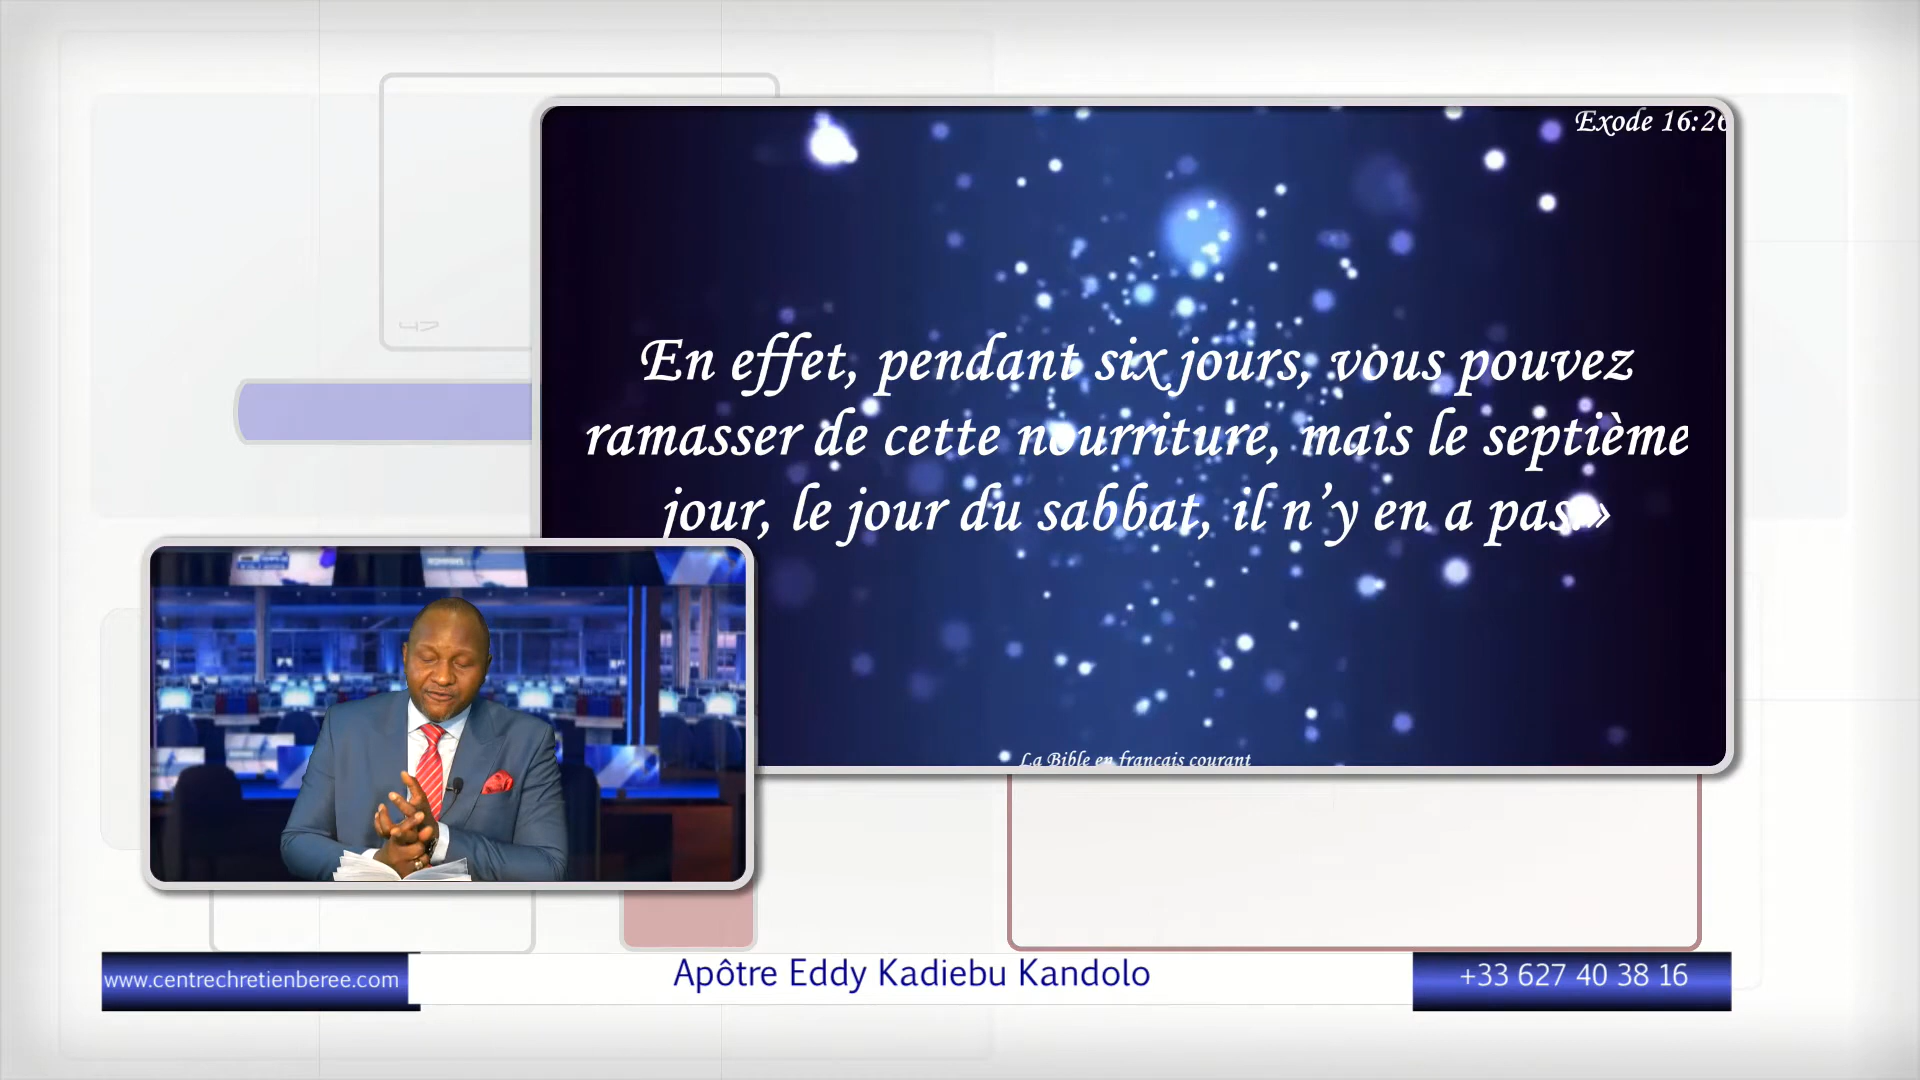 Exode 16:26
En effet, pendant six jours, vous pouvez
ramasser de cette nourriture, mais le septième
jour, le jour du sabbat, il n’y en a pas.»
La Bible en français courant
www.centrechretienberee.com
Apôtre Eddy Kadiebu Kandolo
+33 627 40 38 16